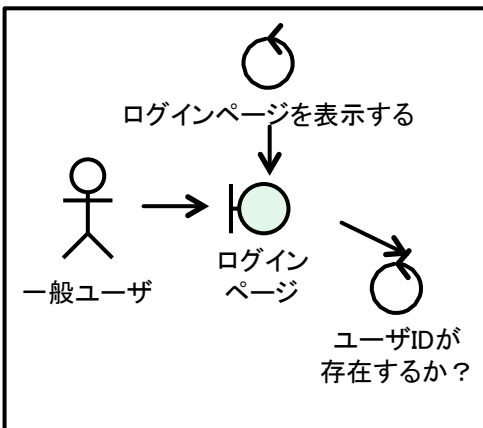 ログインページを表示する
一般ユーザ
ログイン
ページ
ユーザIDが
存在するか？